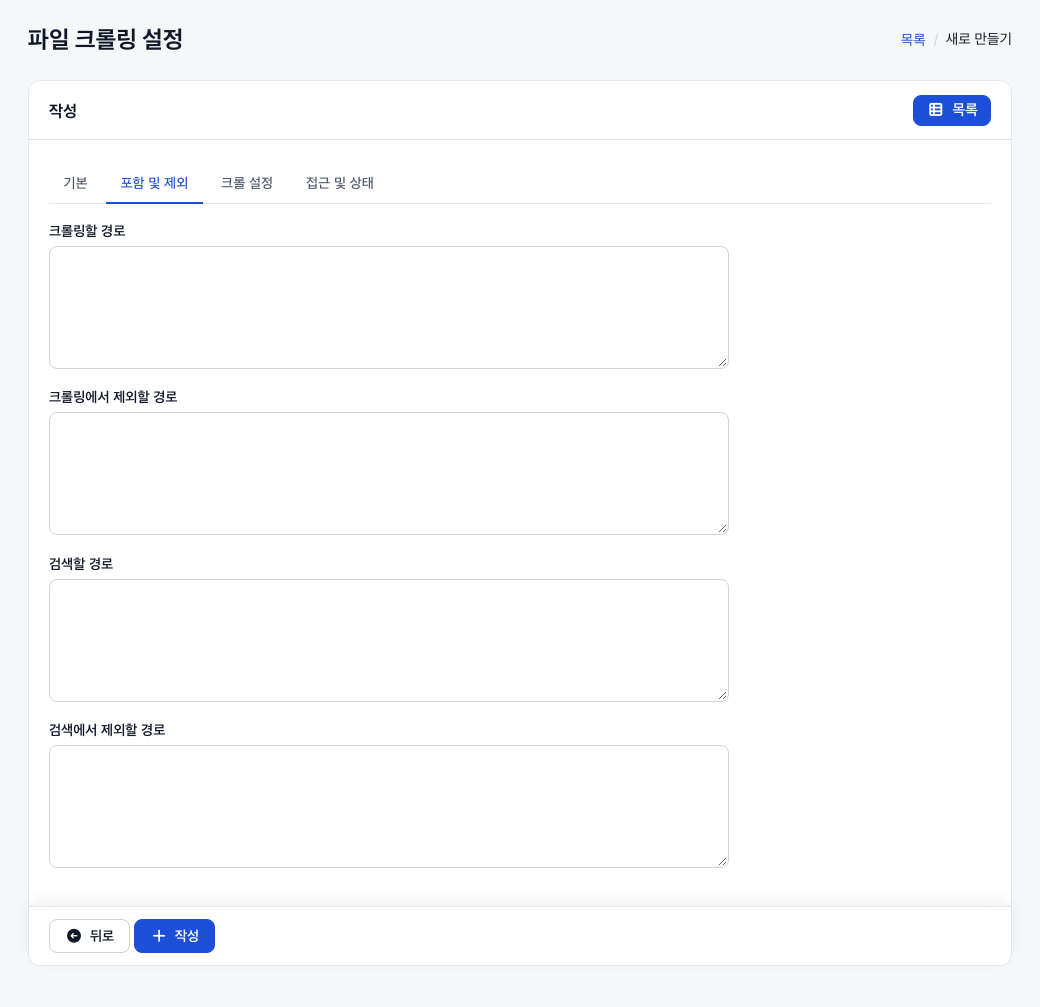 파일 크롤링 설정
목록 / 새로 만들기
작성
목록
기본 포함 및 제외 크롤 설정 접근 및 상태
크롤링할 경로
크롤링에서 제외할 경로
검색할 경로
검색에서 제외할 경로
뒤로 작성